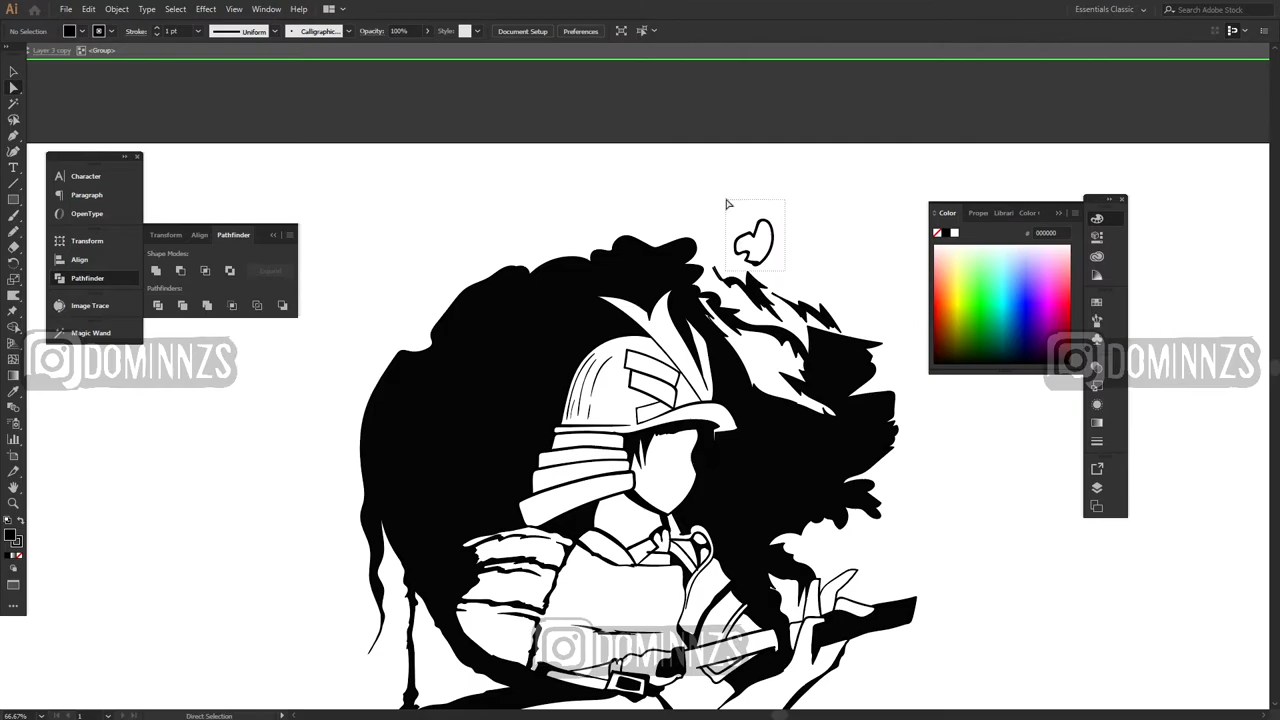 Ai File Edit Object Type Select Effect View Window Help Essentials Classic Search Adobe Stock
No Selection Stroke: 1 pt Uniform Calligraphic... Opacity: 100% Style: Document Setup Preferences
Layer 3 copy <Group>
Character
Paragraph
OpenType
Transform
Align
Pathfinder
Image Trace
Magic Wand
Transform Align Pathfinder
Shape Modes:
Expand
Pathfinders:
Color Proper Librari Color
# 000000
DOMINNZS
DOMINNZS
DOMINNZS
66.67% 1 Direct Selection